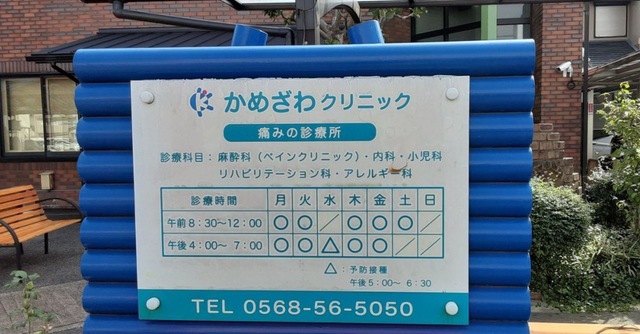 かめざわクリニック
痛みの診療所
診療科目：麻酔科（ペインクリニック）・内科・小児科
リハビリテーション科・アレルギー科
診療時間 月 火 水 木 金 土 日
午前 8：30〜12：00 ○ ○ ／ ○ ○ ○ ／
午後 4：00〜 7：00 ○ ○ △ ○ ○ ／ ／
△：予防接種
午後 5：00〜 6：30
TEL 0568-56-5050